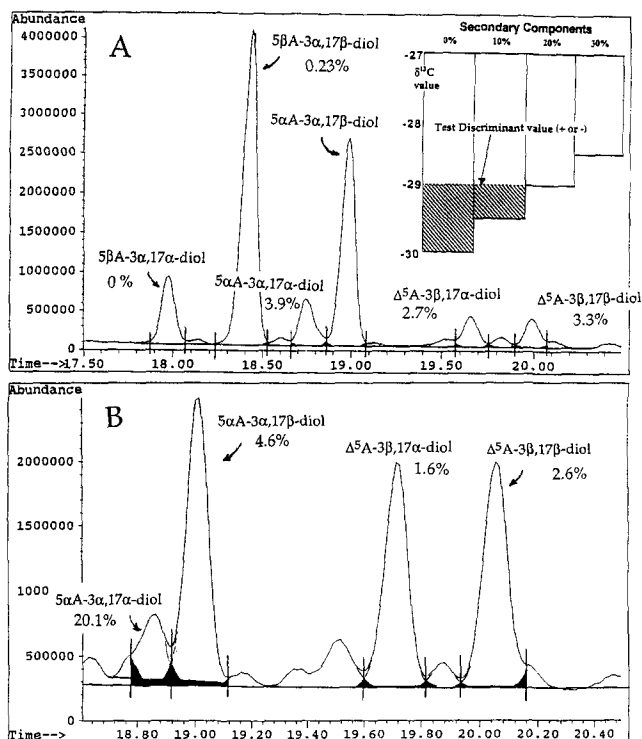 Abundance
4000000
3500000
3000000
2500000
2000000
1500000
1000000
500000
0
Time-->17.50 18.00 18.50 19.00 19.50 20.00
A
5βA-3α,17β-diol
0.23%
5αA-3α,17β-diol
5βA-3α,17α-diol
0 %
5αA-3α,17α-diol
3.9%
Δ⁵A-3β,17α-diol
2.7%
Δ⁵A-3β,17β-diol
3.3%
Secondary Components
0% 10% 20% 30%
-27
δ¹³C
value
-28
Test Discriminant value (+ or -)
-29
-30
Abundance
2000000
1000
500000
0
Time--> 18.80 19.00 19.20 19.40 19.60 19.80 20.00 20.20 20.40
B
5αA-3α,17β-diol
4.6%
Δ⁵A-3β,17α-diol
1.6%
Δ⁵A-3β,17β-diol
2.6%
5αA-3α,17α-diol
20.1%